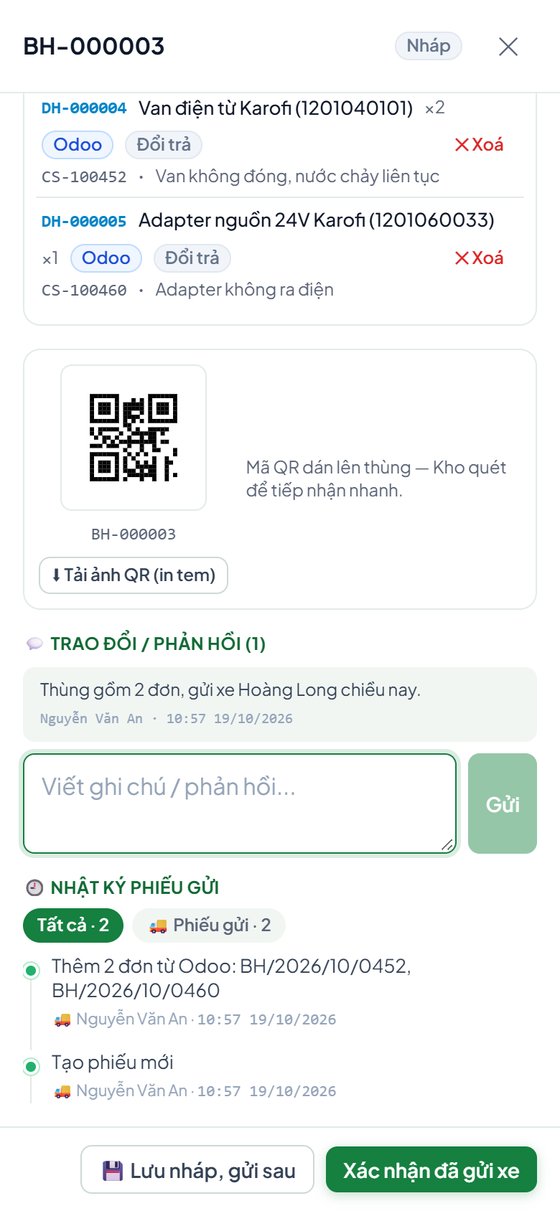 BH-000003
Nháp
DH-000004 Van điện từ Karofi (1201040101) ×2
Odoo Đổi trả Xoá
CS-100452 · Van không đóng, nước chảy liên tục
DH-000005 Adapter nguồn 24V Karofi (1201060033)
×1 Odoo Đổi trả Xoá
CS-100460 · Adapter không ra điện
Mã QR dán lên thùng — Kho quét
để tiếp nhận nhanh.
BH-000003
Tải ảnh QR (in tem)
TRAO ĐỔI / PHẢN HỒI (1)
Thùng gồm 2 đơn, gửi xe Hoàng Long chiều nay.
Nguyễn Văn An · 10:57 19/10/2026
Viết ghi chú / phản hồi...
Gửi
NHẬT KÝ PHIẾU GỬI
Tất cả · 2
Phiếu gửi · 2
Thêm 2 đơn từ Odoo: BH/2026/10/0452,
BH/2026/10/0460
Nguyễn Văn An · 10:57 19/10/2026
Tạo phiếu mới
Nguyễn Văn An · 10:57 19/10/2026
Lưu nháp, gửi sau
Xác nhận đã gửi xe